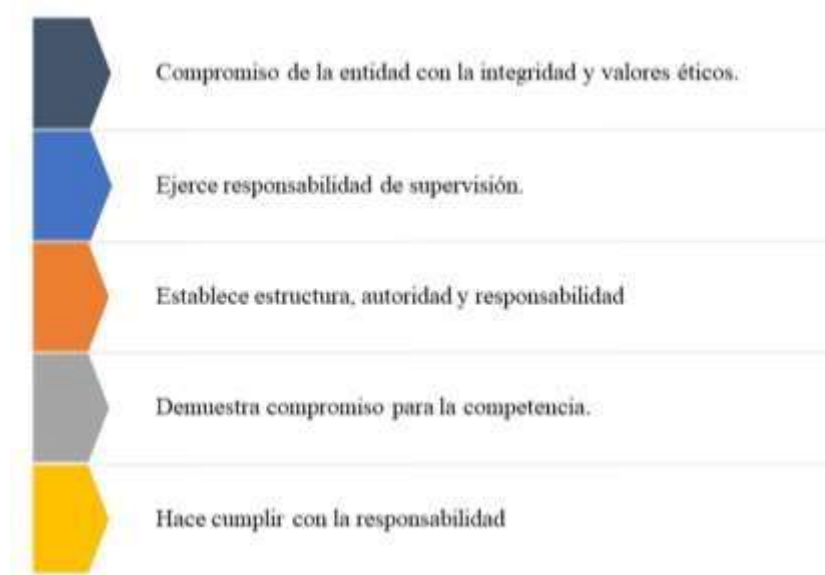 Compromiso de la entidad con la integridad y valores éticos.
Ejerce responsabilidad de supervisión.
Establece estructura, autoridad y responsabilidad
Demuestra compromiso para la competencia.
Hace cumplir con la responsabilidad